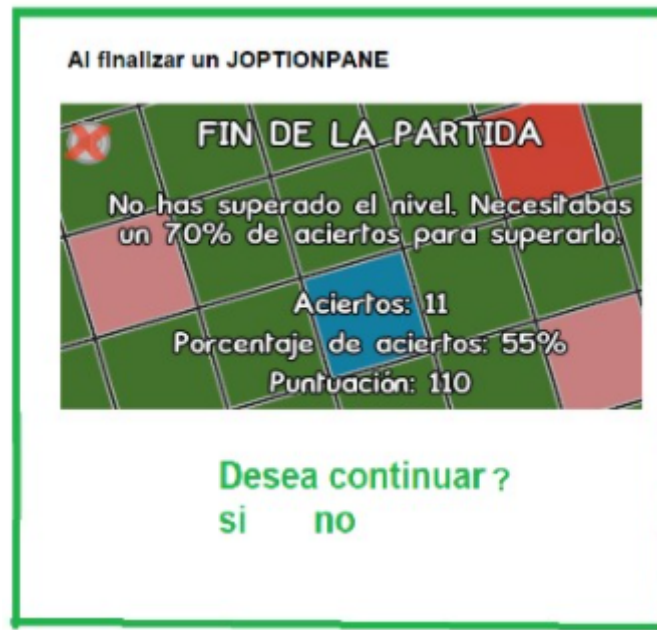 Al finalizar un JOPTIONPANE
FIN DE LA PARTIDA
No has superado el nivel. Necesitabas
un 70% de aciertos para superarlo.
Aciertos: 11
Porcentaje de aciertos: 55%
Puntuación: 110
Desea continuar ?
si no